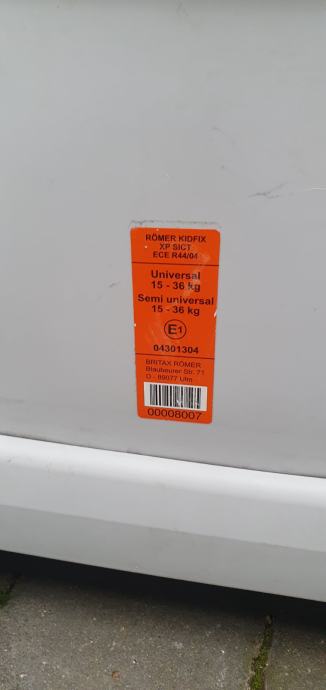 RÖMER KIDFIX
XP SICT
ECE R44/04
Universal
15 - 36 kg
Semi universal
15 - 36 kg
E1
04301304
BRITAX RÖMER
Blaubeurer Str. 71
D - 89077 Ulm
00008007